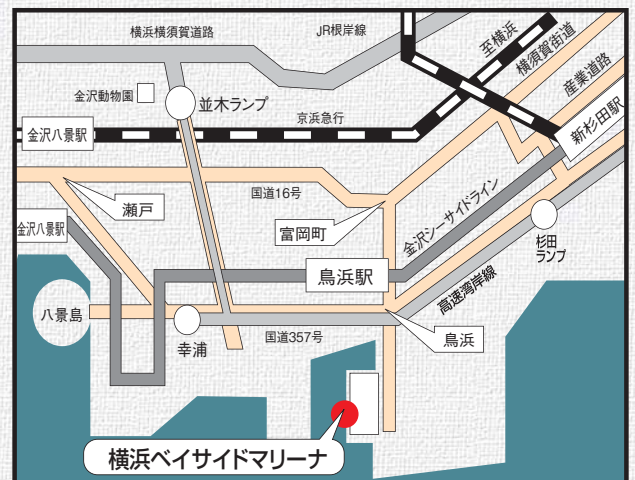 横浜横須賀道路
JR根岸線
至横浜
横須賀街道
産業道路
金沢動物園
並木ランプ
京浜急行
金沢八景駅
新杉田駅
国道16号
瀬戸
富岡町
金沢シーサイドライン
金沢八景駅
杉田
ランプ
鳥浜駅
高速湾岸線
八景島
幸浦
国道357号
鳥浜
横浜ベイサイドマリーナ